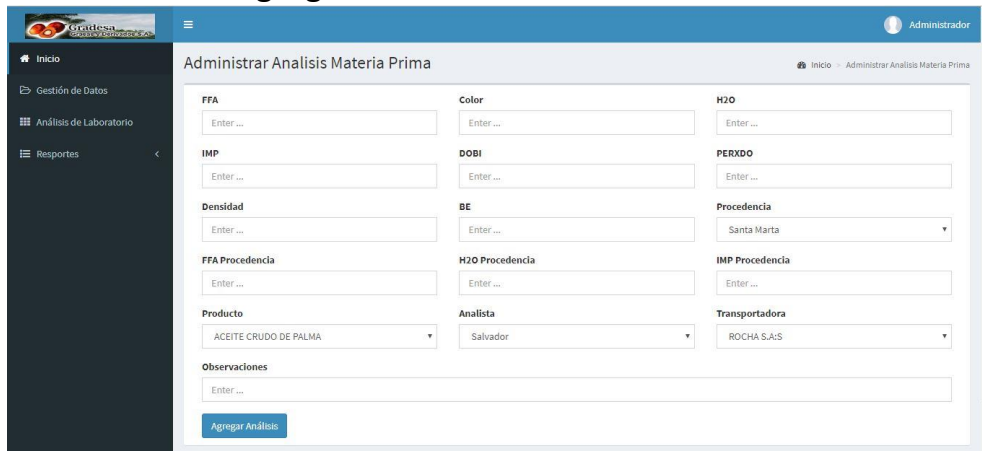 Gradesa
Grasas y Derivados S.A.
Administrador
Inicio
Gestión de Datos
Análisis de Laboratorio
Resportes
Administrar Analisis Materia Prima
Inicio > Administrar Analisis Materia Prima
FFA Color H2O
Enter ... Enter ... Enter ...
IMP DOBI PERXDO
Enter ... Enter ... Enter ...
Densidad BE Procedencia
Enter ... Enter ... Santa Marta
FFA Procedencia H2O Procedencia IMP Procedencia
Enter ... Enter ... Enter ...
Producto Analista Transportadora
ACEITE CRUDO DE PALMA Salvador ROCHA S.A:S
Observaciones
Enter ...
Agregar Análisis